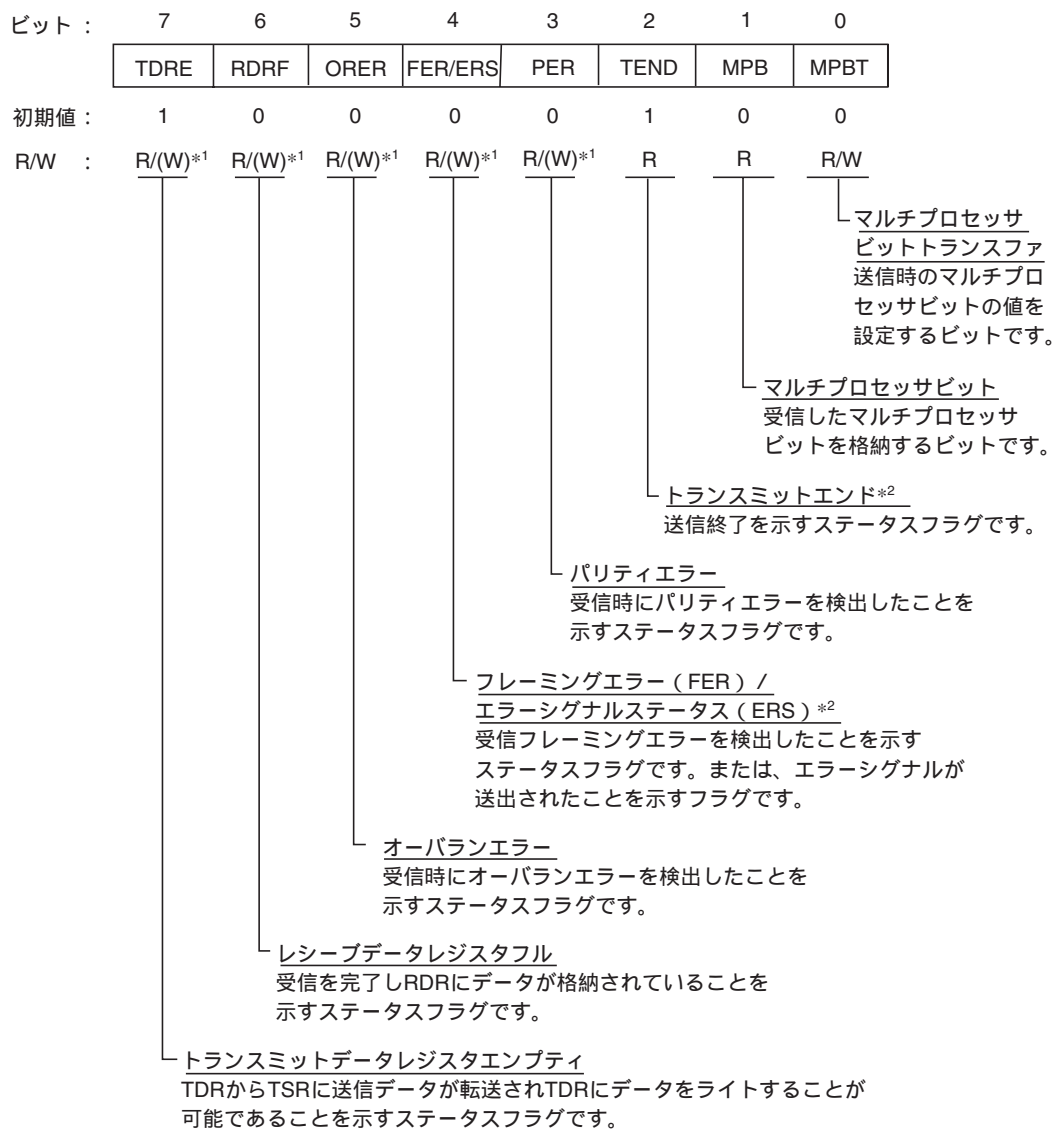 ビット： 7 6 5 4 3 2 1 0
TDRE RDRF ORER FER/ERS PER TEND MPB MPBT
初期値： 1 0 0 0 0 1 0 0
R/W ： R/(W)*1 R/(W)*1 R/(W)*1 R/(W)*1 R/(W)*1 R R R/W
マルチプロセッサ
ビットトランスファ
送信時のマルチプロ
セッサビットの値を
設定するビットです。
マルチプロセッサビット
受信したマルチプロセッサ
ビットを格納するビットです。
トランスミットエンド*2
送信終了を示すステータスフラグです。
パリティエラー
受信時にパリティエラーを検出したことを
示すステータスフラグです。
フレーミングエラー（FER）/
エラーシグナルステータス（ERS）*2
受信フレーミングエラーを検出したことを示す
ステータスフラグです。または、エラーシグナルが
送出されたことを示すフラグです。
オーバランエラー
受信時にオーバランエラーを検出したことを
示すステータスフラグです。
レシーブデータレジスタフル
受信を完了しRDRにデータが格納されていることを
示すステータスフラグです。
トランスミットデータレジスタエンプティ
TDRからTSRに送信データが転送されTDRにデータをライトすることが
可能であることを示すステータスフラグです。